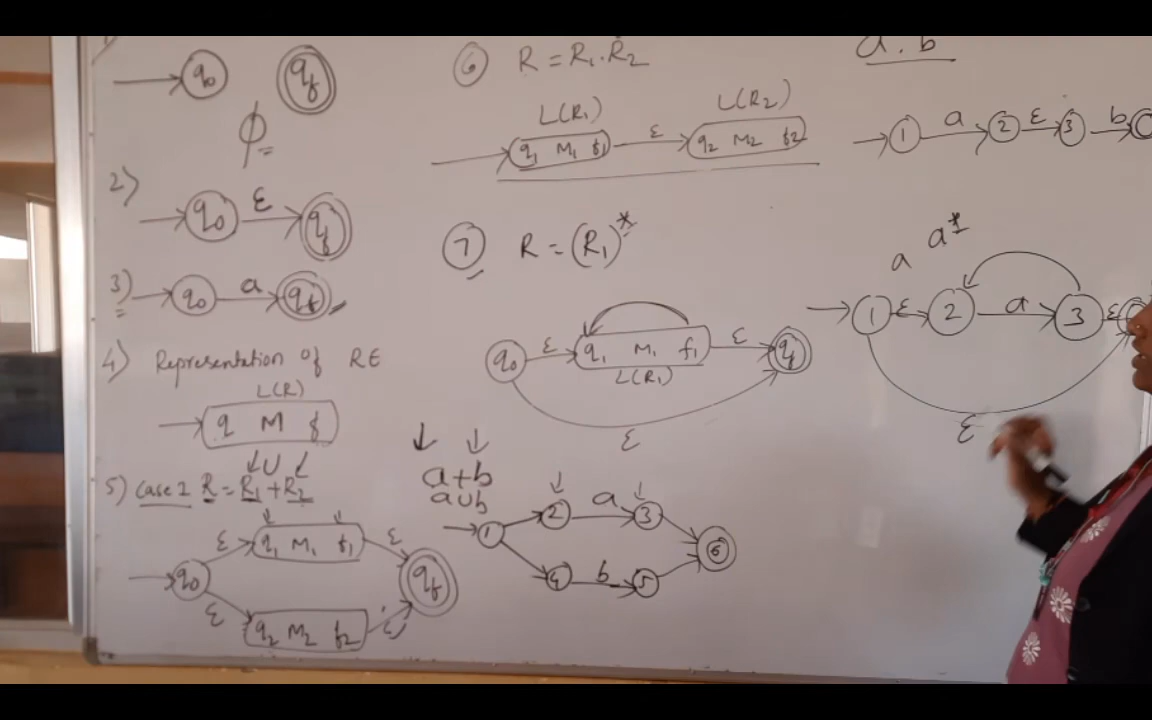 q0 qf
ϕ
2)
q0 ε qf
3) q0 a qf
4) Representation of RE
L(R)
q M f
↓ U ↓
5) Case 2 R = R1 + R2
ε q1 M1 f1 ε
q0 qf
ε q2 M2 f2 ε
6 R = R1 . R2
L(R1) L(R2)
q1 M1 f1 ε q2 M2 f2
7 R = (R1)*
q0 ε q1 M1 f1 ε qf
L(R1)
ε
↓ ↓
a+b
a∪b
↓ ↓
1 2 a 3
4 b 5 6
a . b
1 a 2 ε 3 b
a a*
1 ε 2 a 3 ε
ε